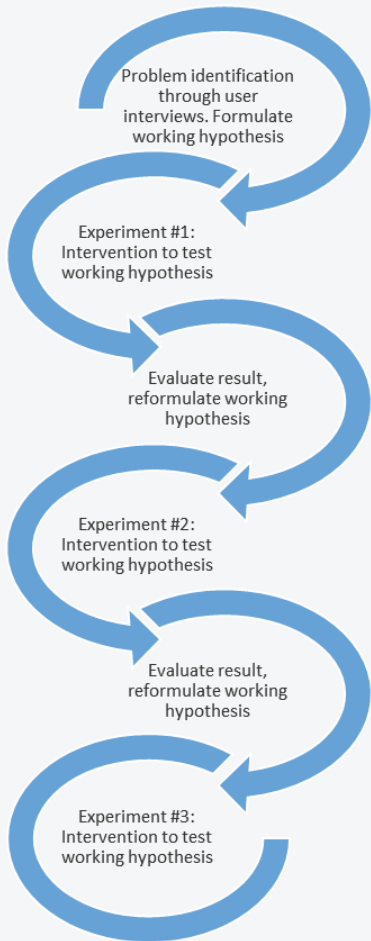 Problem identification
through user
interviews. Formulate
working hypothesis
Experiment #1:
Intervention to test
working hypothesis
Evaluate result,
reformulate working
hypothesis
Experiment #2:
Intervention to test
working hypothesis
Evaluate result,
reformulate working
hypothesis
Experiment #3:
Intervention to test
working hypothesis